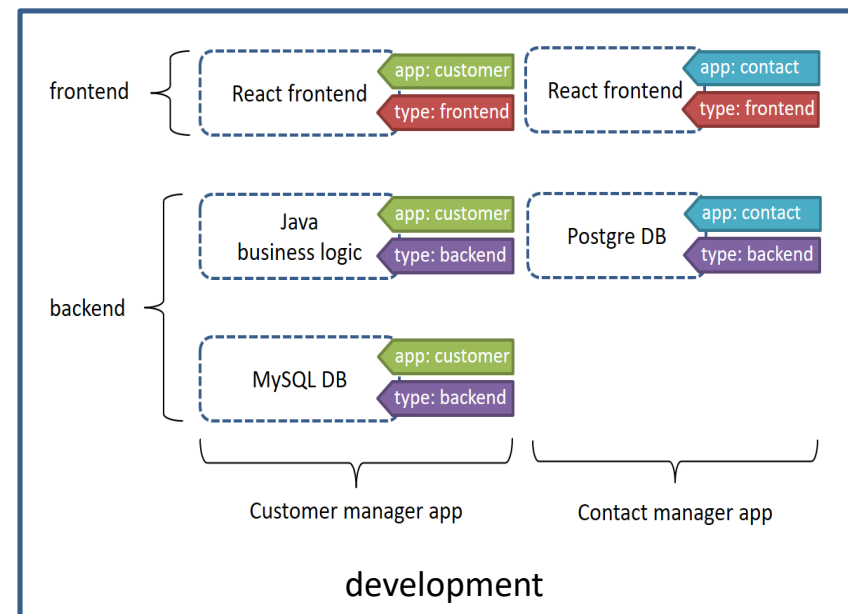 frontend
React frontend
app: customer
type: frontend
React frontend
app: contact
type: frontend
backend
Java
business logic
app: customer
type: backend
Postgre DB
app: contact
type: backend
MySQL DB
app: customer
type: backend
Customer manager app
Contact manager app
development